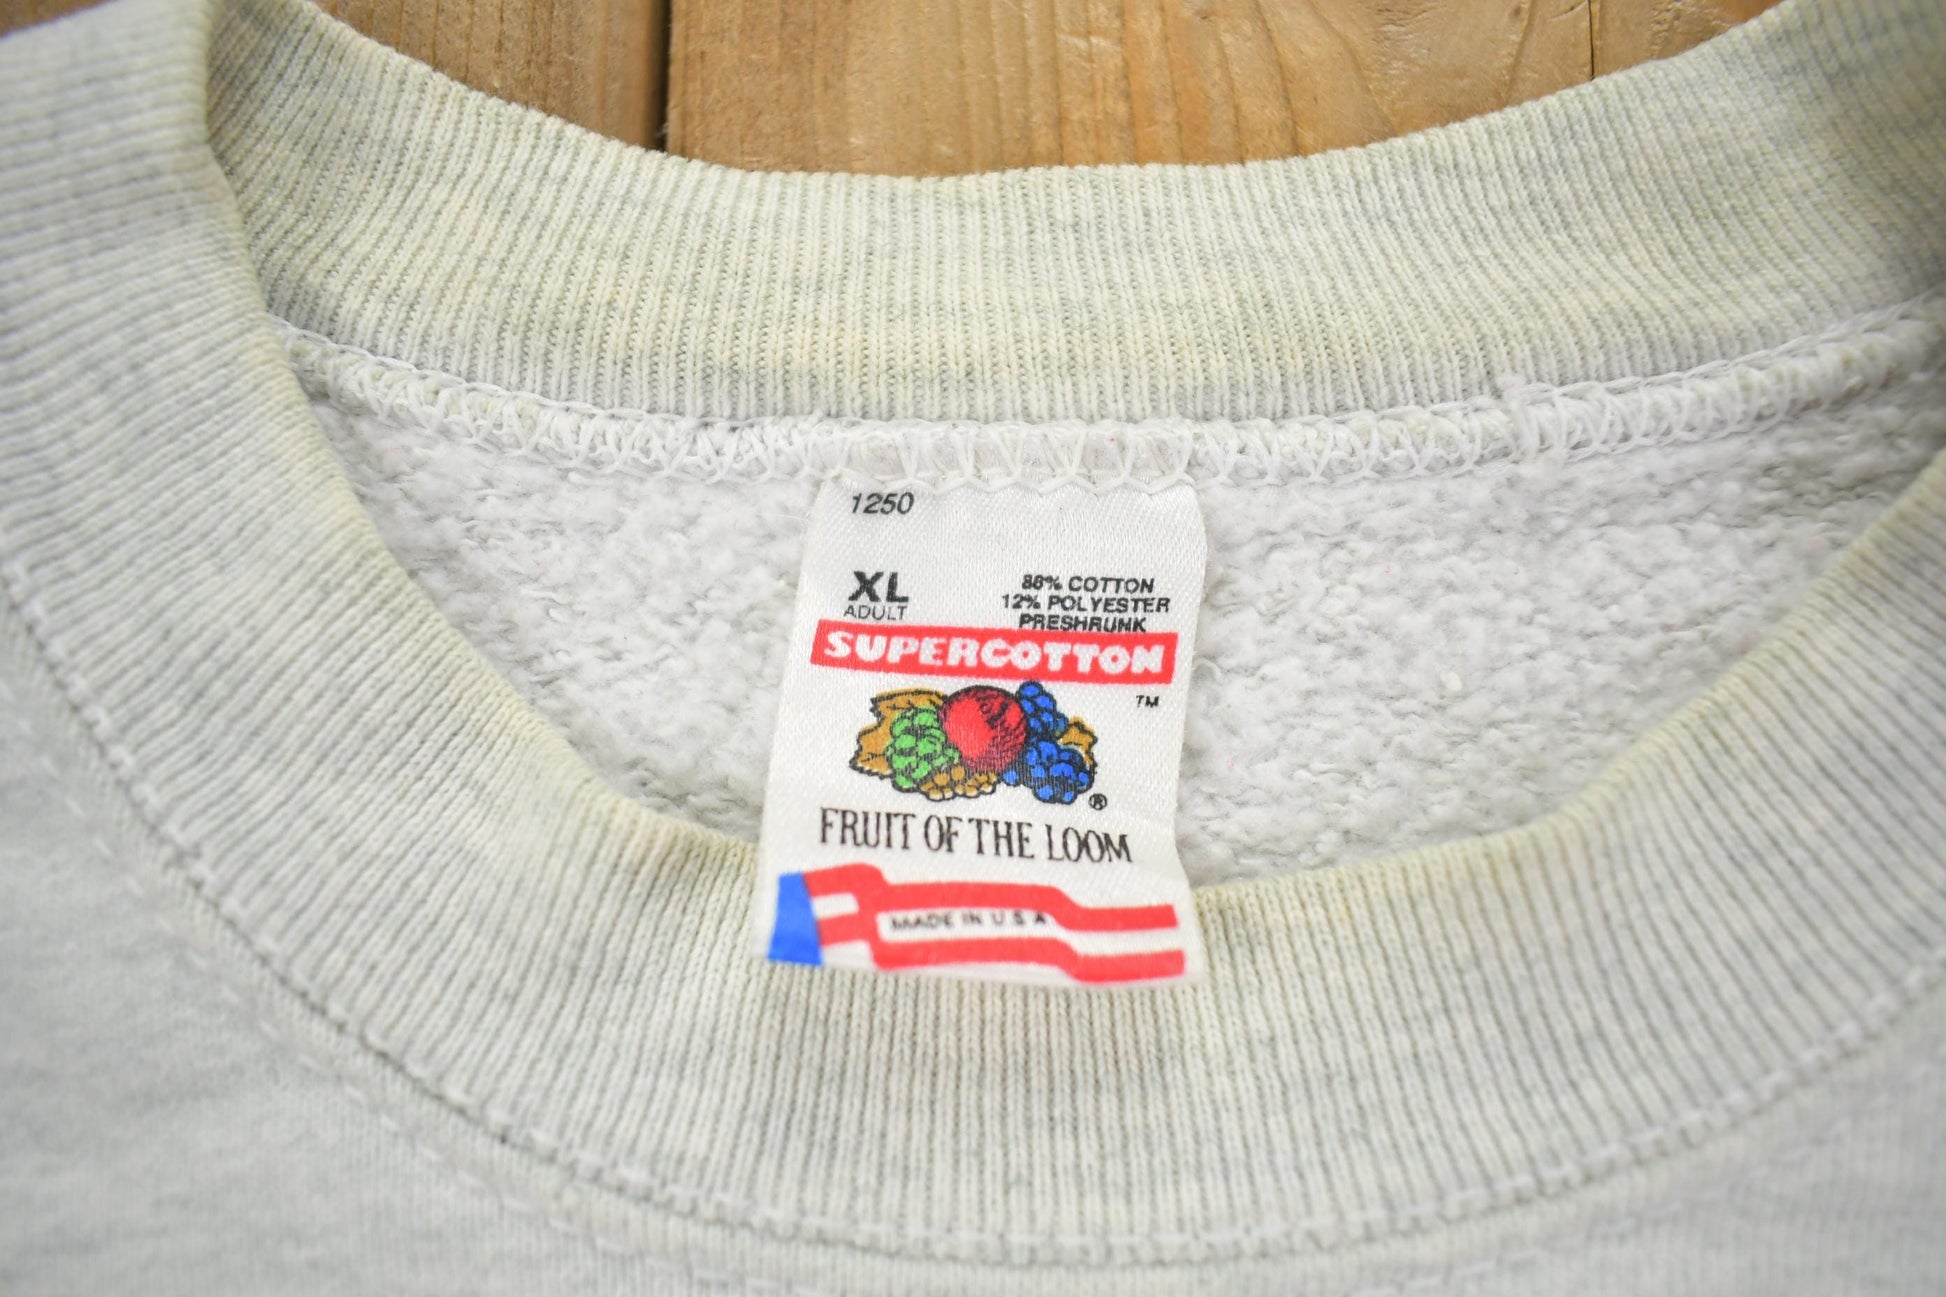 1250
XL
ADULT
88% COTTON
12% POLYESTER
PRESHRUNK
SUPERCOTTON
TM
®
FRUIT OF THE LOOM
MADE IN U S A